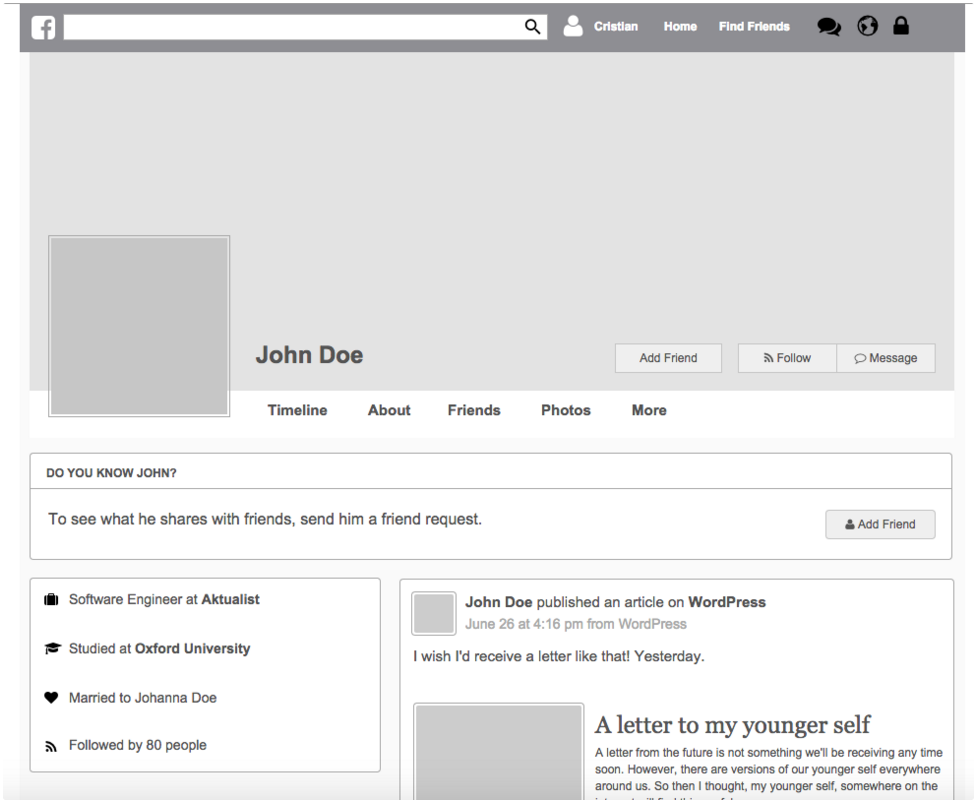 f
Cristian Home Find Friends
John Doe
Add Friend Follow Message
Timeline About Friends Photos More
DO YOU KNOW JOHN?
To see what he shares with friends, send him a friend request.
Add Friend
Software Engineer at Aktualist
Studied at Oxford University
Married to Johanna Doe
Followed by 80 people
John Doe published an article on WordPress
June 26 at 4:16 pm from WordPress
I wish I'd receive a letter like that! Yesterday.
A letter to my younger self
A letter from the future is not something we'll be receiving any time
soon. However, there are versions of our younger self everywhere
around us. So then I thought, my younger self, somewhere on the